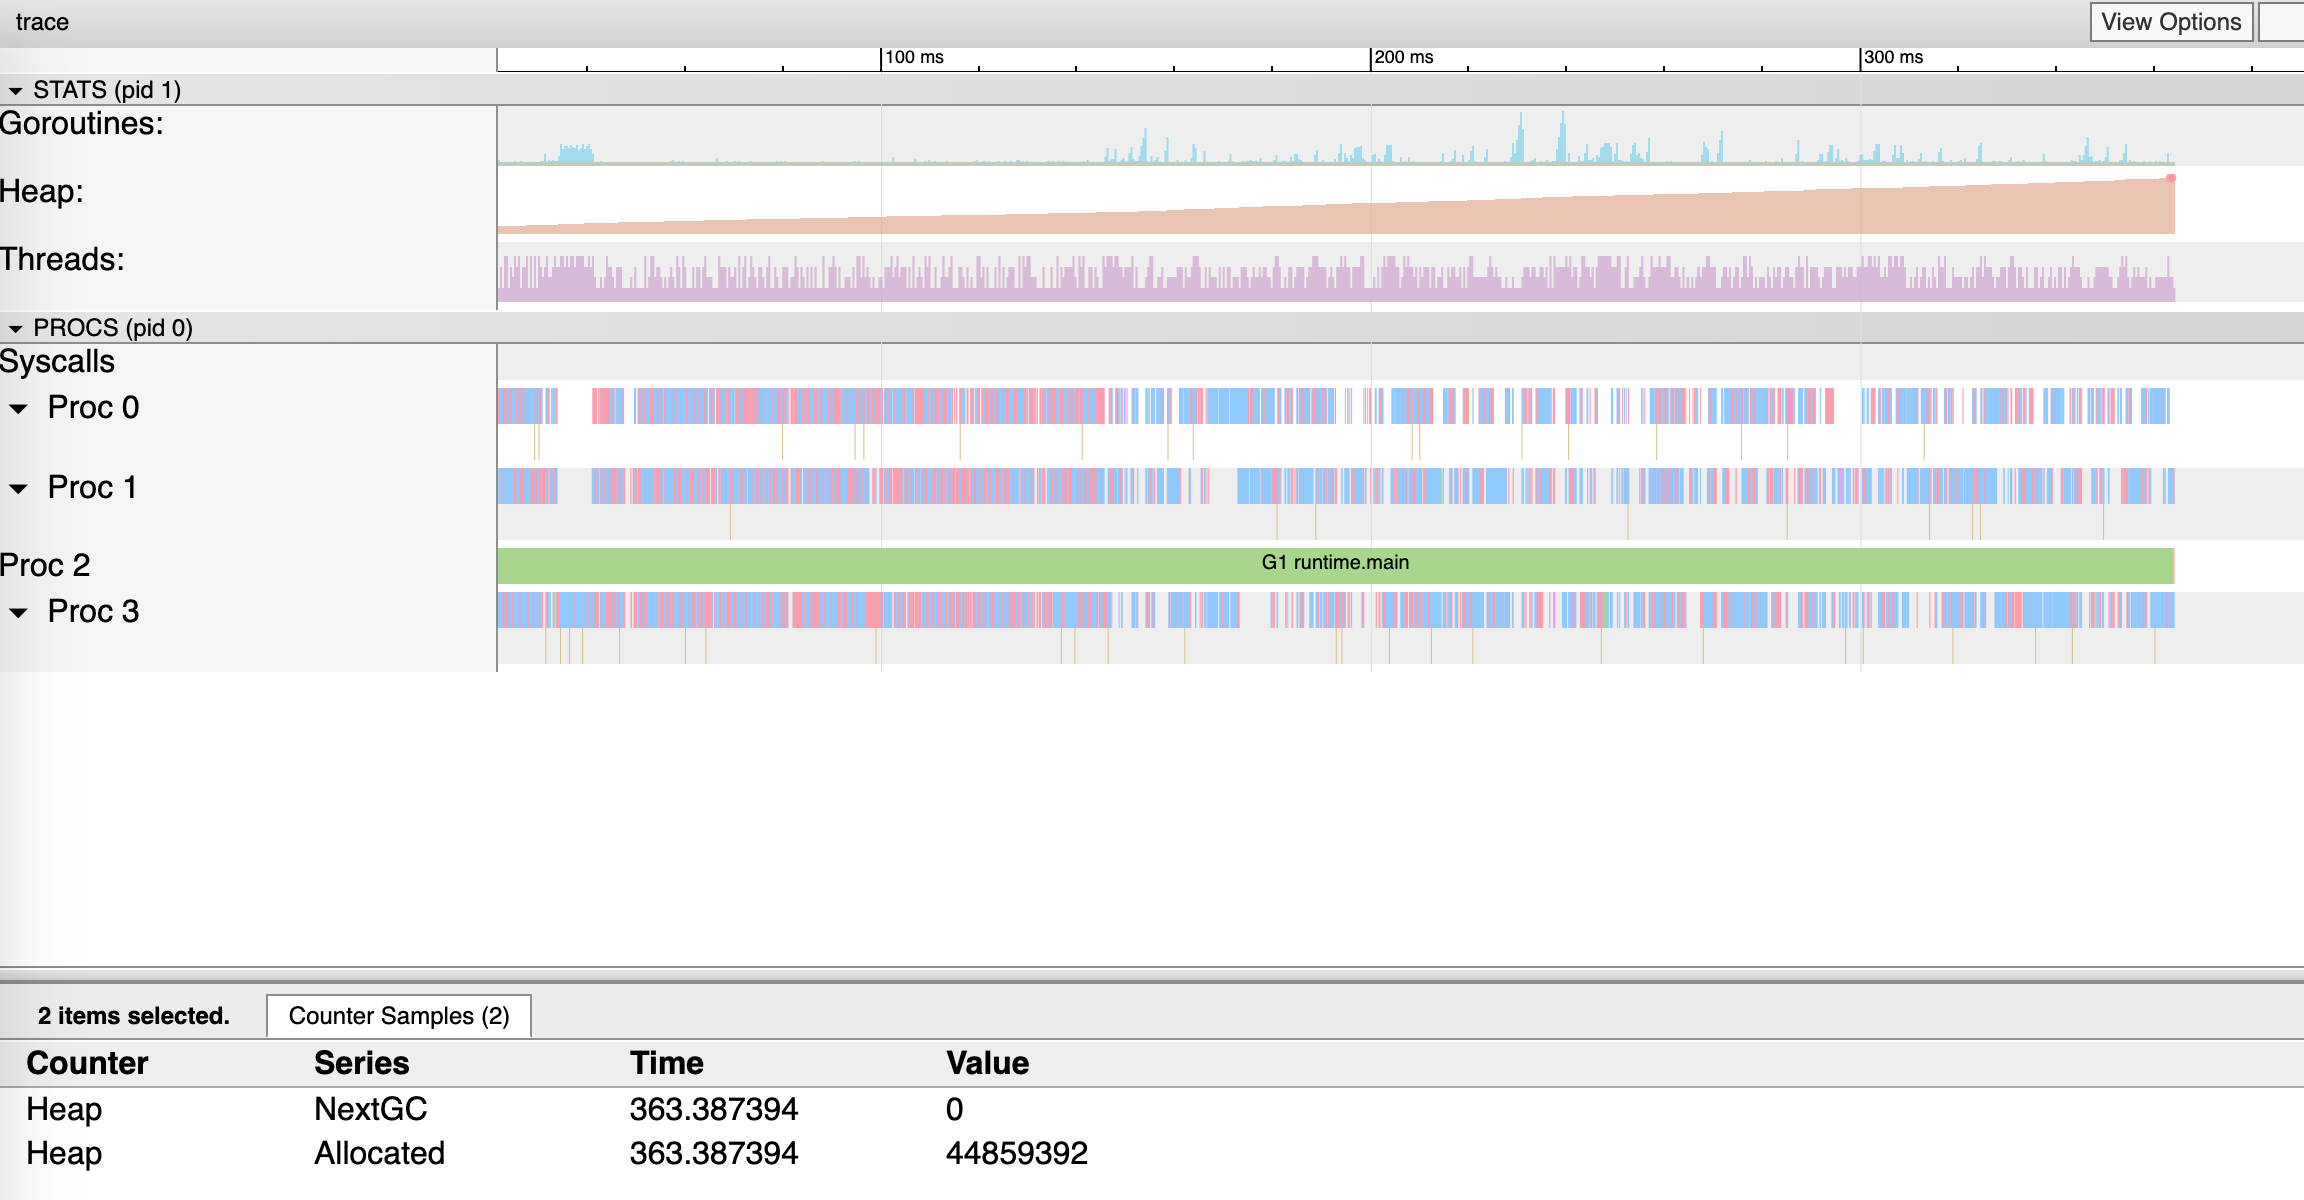 trace
View Options
100 ms
200 ms
300 ms
STATS (pid 1)
Goroutines:
Heap:
Threads:
PROCS (pid 0)
Syscalls
Proc 0
Proc 1
Proc 2
G1 runtime.main
Proc 3
2 items selected.
Counter Samples (2)
Counter Series Time Value
Heap NextGC 363.387394 0
Heap Allocated 363.387394 44859392